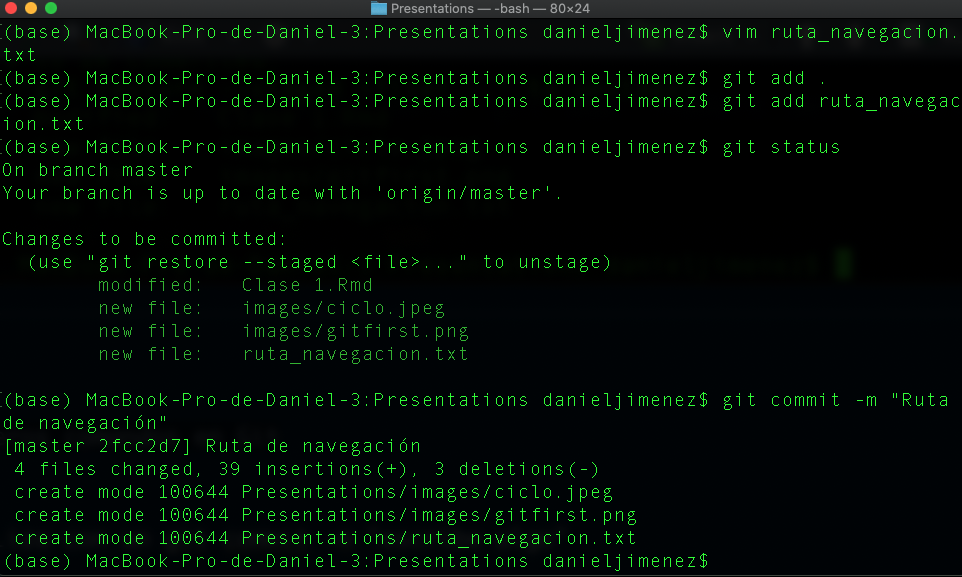 Presentations — -bash — 80×24
(base) MacBook-Pro-de-Daniel-3:Presentations danieljimenez$ vim ruta_navegacion.
txt
(base) MacBook-Pro-de-Daniel-3:Presentations danieljimenez$ git add .
(base) MacBook-Pro-de-Daniel-3:Presentations danieljimenez$ git add ruta_navegac
ion.txt
(base) MacBook-Pro-de-Daniel-3:Presentations danieljimenez$ git status
On branch master
Your branch is up to date with 'origin/master'.
Changes to be committed:
(use "git restore --staged <file>..." to unstage)
modified: Clase 1.Rmd
new file: images/ciclo.jpeg
new file: images/gitfirst.png
new file: ruta_navegacion.txt
(base) MacBook-Pro-de-Daniel-3:Presentations danieljimenez$ git commit -m "Ruta
de navegación"
[master 2fcc2d7] Ruta de navegación
4 files changed, 39 insertions(+), 3 deletions(-)
create mode 100644 Presentations/images/ciclo.jpeg
create mode 100644 Presentations/images/gitfirst.png
create mode 100644 Presentations/ruta_navegacion.txt
(base) MacBook-Pro-de-Daniel-3:Presentations danieljimenez$